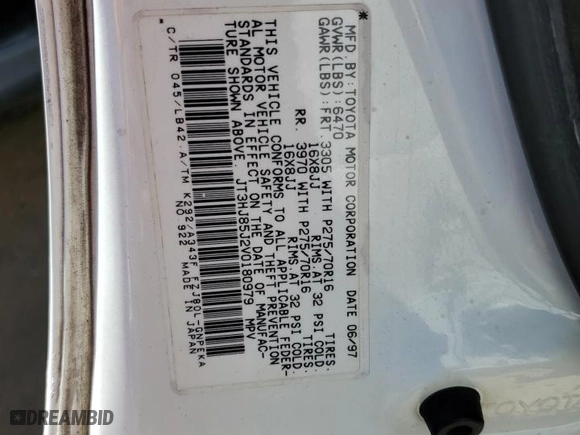 MFD. BY: TOYOTA MOTOR CORPORATION DATE 06/97
GVWR(LBS): 6470
GAWR(LBS): FRT 3305 WITH P275/70R16 TIRES.
16X8JJ RIMS. AT 32 PSI COLD.
RR. 3970 WITH P275/70R16 TIRES.
16X8JJ RIMS. AT 32 PSI COLD.
THIS VEHICLE CONFORMS TO ALL APPLICABLE FEDER-
AL MOTOR VEHICLE SAFETY AND THEFT PREVENTION
STANDARDS IN EFFECT ON THE DATE OF MANUFAC-
TURE SHOWN ABOVE. JT3HJ85J2V0180979 MPV
C/TR 045/LB42 A/TM K292/A343F FZJ80L-GNPEKA
NO 922 MADE IN JAPAN
AUTOBIDCAR
DREAMBID